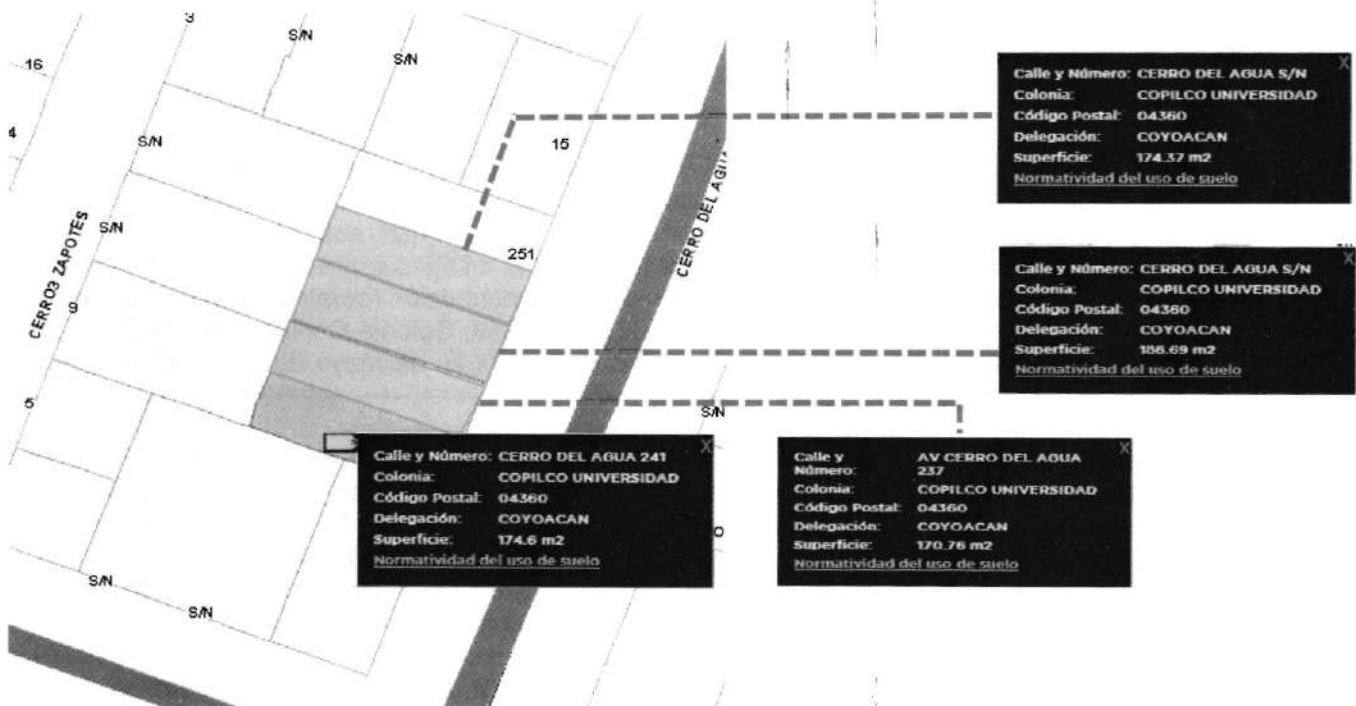 3
S/N
S/N
16
4
S/N
15
S/N
251
CERRO3 ZAPOTES
CERRO DEL AGUA
9
5
S/N
S/N
S/N
X
Calle y Número: CERRO DEL AGUA S/N
Colonia: COPILCO UNIVERSIDAD
Código Postal: 04360
Delegación: COYOACAN
Superficie: 174.37 m2
Normatividad del uso de suelo
X
Calle y Número: CERRO DEL AGUA S/N
Colonia: COPILCO UNIVERSIDAD
Código Postal: 04360
Delegación: COYOACAN
Superficie: 186.69 m2
Normatividad del uso de suelo
X
Calle y Número: CERRO DEL AGUA 241
Colonia: COPILCO UNIVERSIDAD
Código Postal: 04360
Delegación: COYOACAN
Superficie: 174.6 m2
Normatividad del uso de suelo
X
Calle y AV CERRO DEL AGUA
Número: 237
Colonia: COPILCO UNIVERSIDAD
Código Postal: 04360
Delegación: COYOACAN
Superficie: 170.76 m2
Normatividad del uso de suelo